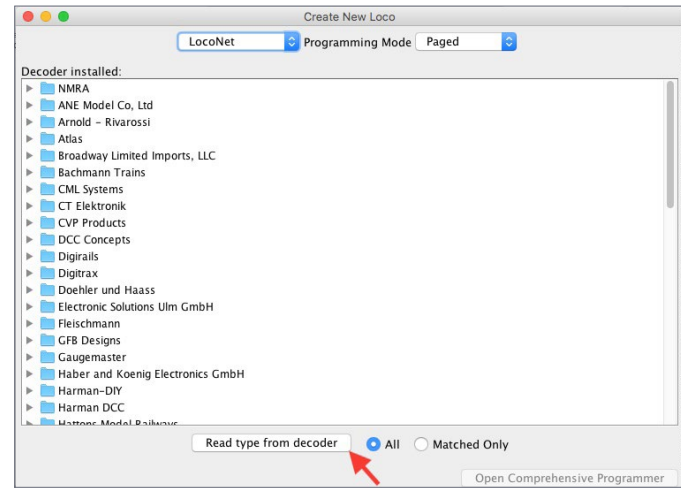 Create New Loco
LocoNet Programming Mode Paged
Decoder installed:
NMRA
ANE Model Co, Ltd
Arnold - Rivarossi
Atlas
Broadway Limited Imports, LLC
Bachmann Trains
CML Systems
CT Elektronik
CVP Products
DCC Concepts
Digirails
Digitrax
Doehler und Haass
Electronic Solutions Ulm GmbH
Fleischmann
GFB Designs
Gaugemaster
Haber and Koenig Electronics GmbH
Harman-DIY
Harman DCC
Hattons Model Railways
Read type from decoder All Matched Only
Open Comprehensive Programmer